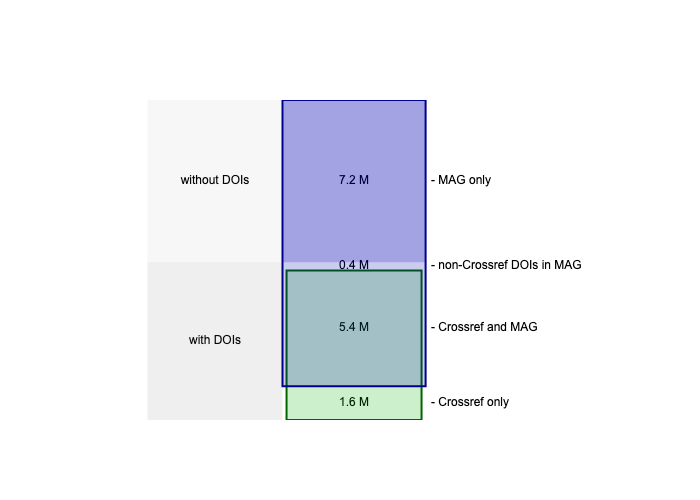 without DOIs 7.2 M - MAG only
0.4 M - non-Crossref DOIs in MAG
5.4 M - Crossref and MAG
with DOIs
1.6 M - Crossref only